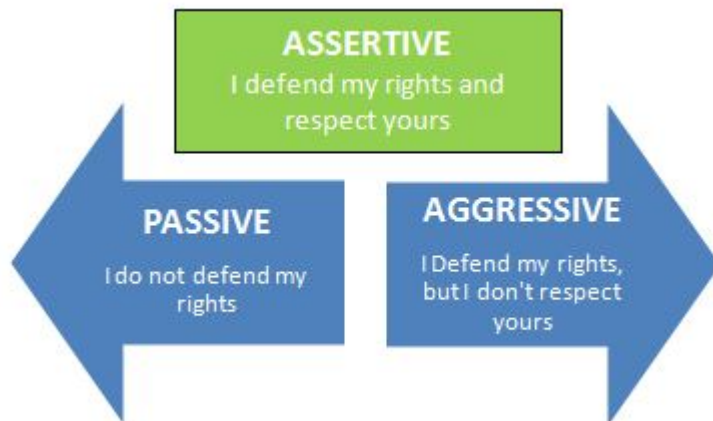 ASSERTIVE
I defend my rights and
respect yours
PASSIVE
I do not defend my
rights
AGGRESSIVE
I Defend my rights,
but I don't respect
yours